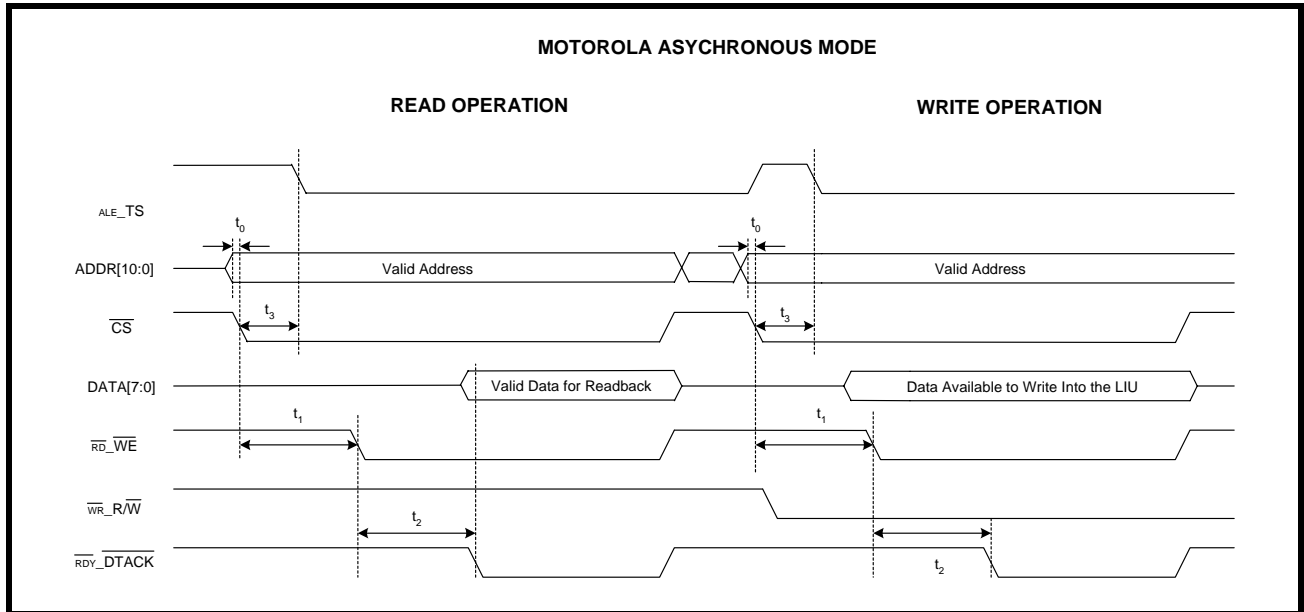 MOTOROLA ASYCHRONOUS MODE
READ OPERATION
WRITE OPERATION
ALE_TS
t0
t0
ADDR[10:0]
Valid Address
Valid Address
CS
t3
t3
DATA[7:0]
Valid Data for Readback
Data Available to Write Into the LIU
t1
t1
RD_WE
WR_R/W
t2
t2
RDY_DTACK